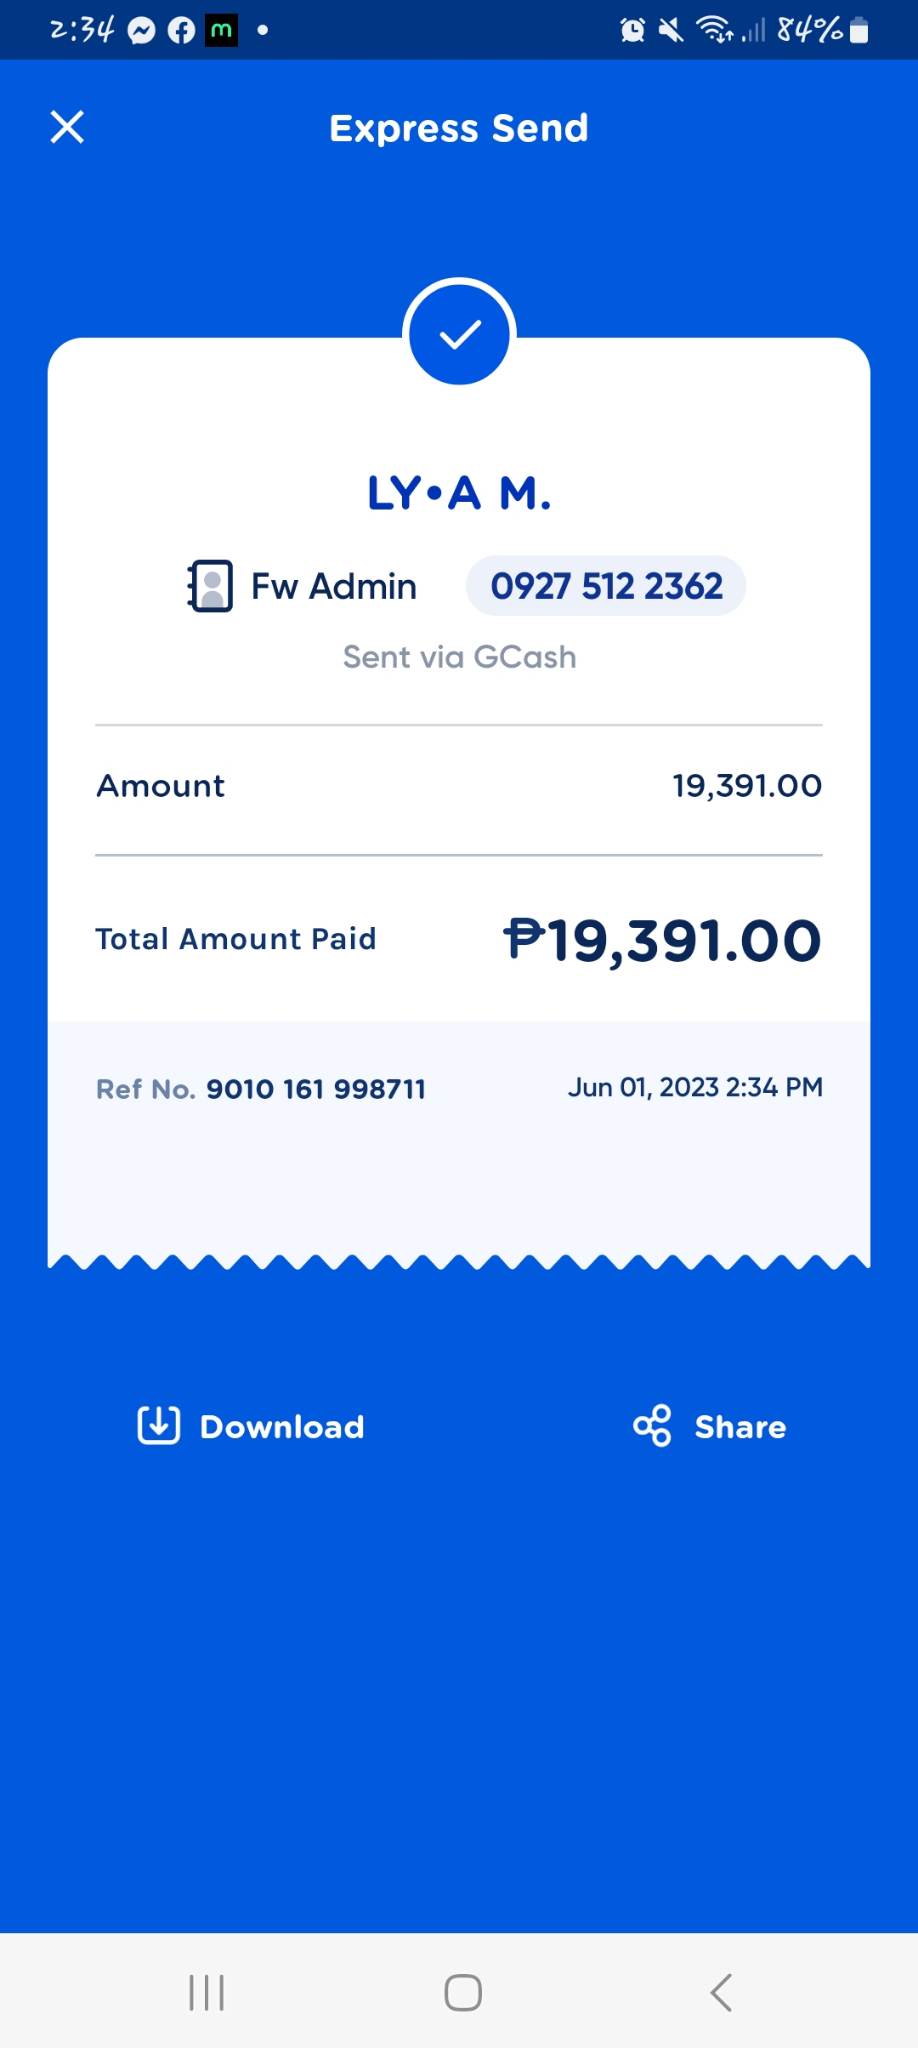 2:34 m 84%
Express Send
LY•A M.
Fw Admin 0927 512 2362
Sent via GCash
Amount 19,391.00
Total Amount Paid ₱19,391.00
Ref No. 9010 161 998711 Jun 01, 2023 2:34 PM
Download Share